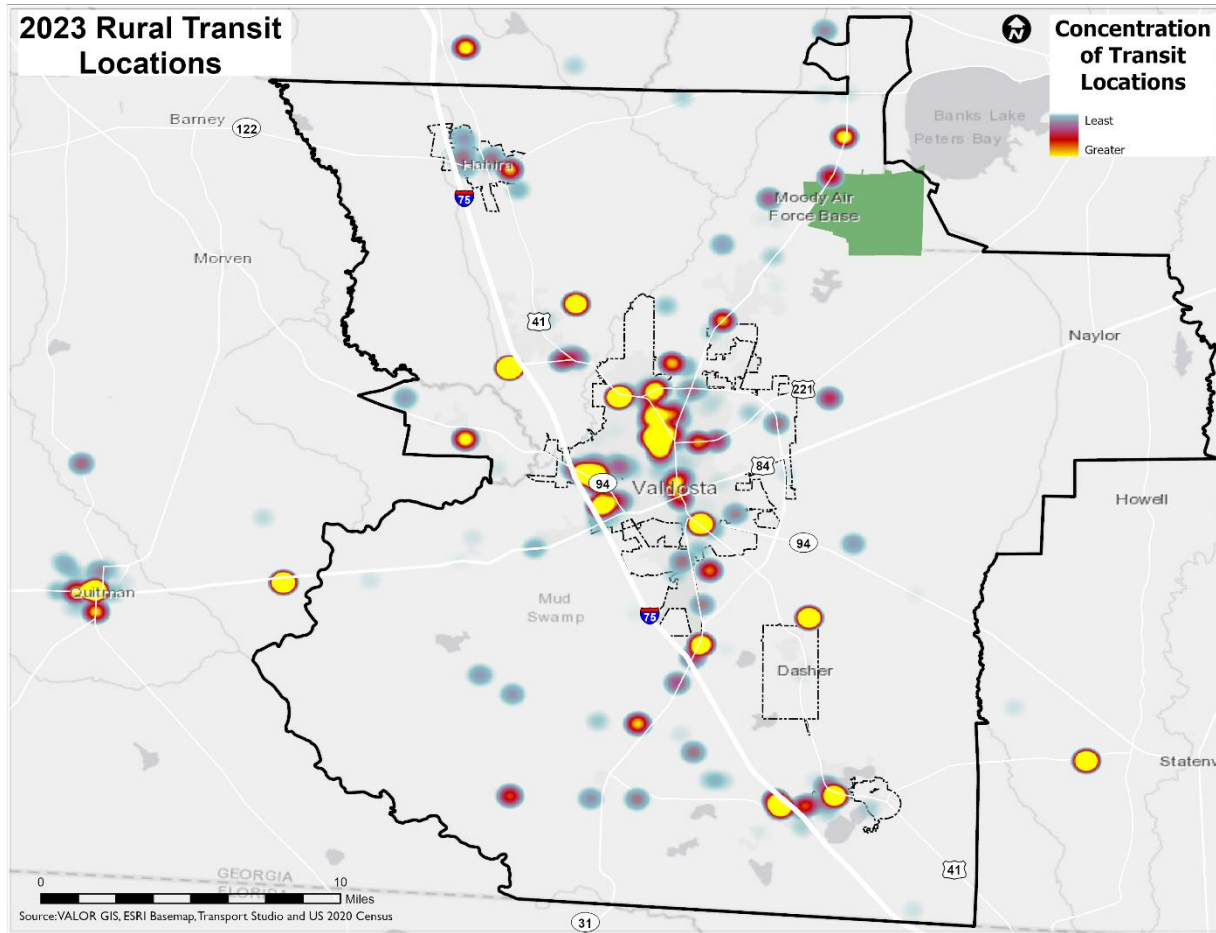 2023 Rural Transit
Locations
N
Concentration
of Transit
Locations
Least
Greater
Barney
122
Hahira
75
Banks Lake
Peters Bay
Moody Air
Force Base
Morven
41
Naylor
221
84
94
Valdosta
Howell
94
Quitman
Mud
Swamp
75
Dasher
Statenv
GEORGIA
FLORIDA
41
0
10
Miles
Source:VALOR GIS, ESRI Basemap,Transport Studio and US 2020 Census
31